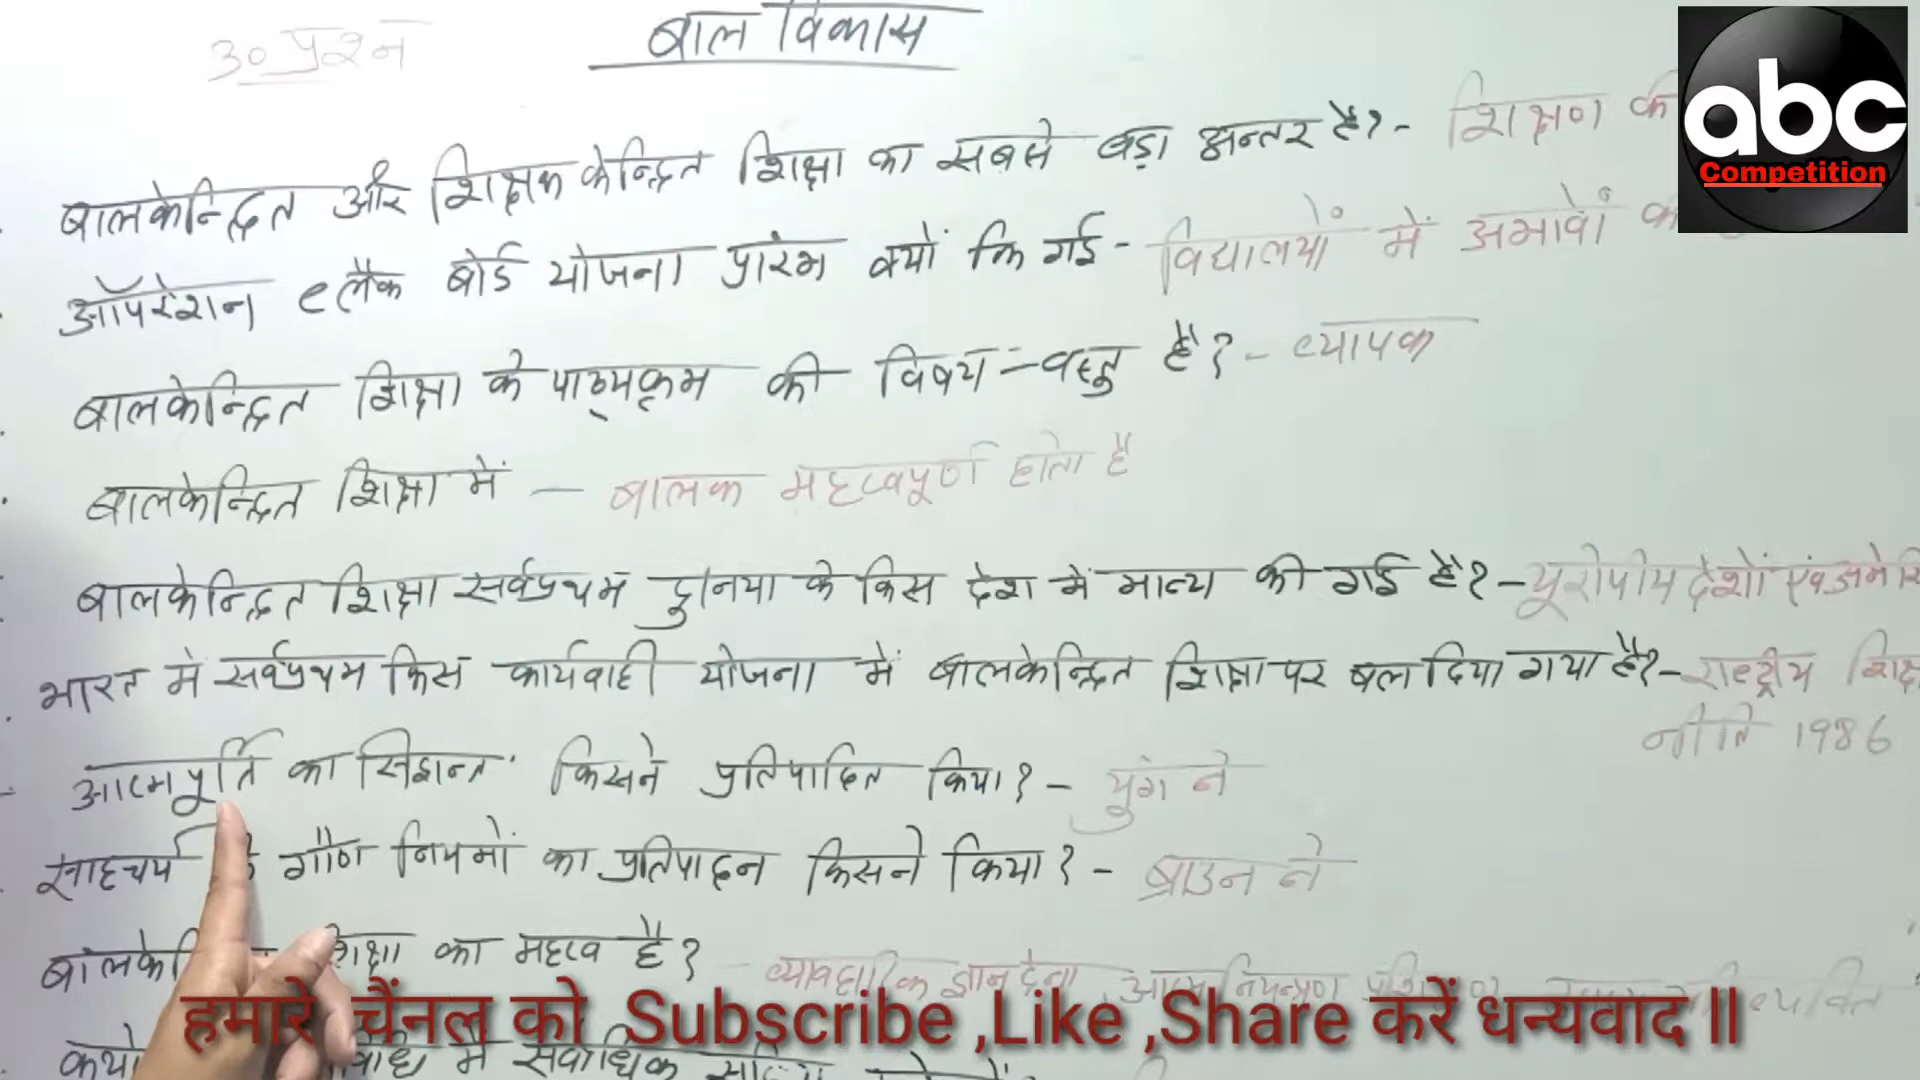 30 प्रश्न
बाल विकास
abc
Competition
बालकेन्द्रित और शिक्षक केन्द्रित शिक्षा का सबसे बड़ा अन्तर है? - शिक्षण की
ऑपरेशन ब्लैक बोर्ड योजना प्रारंभ क्यों कि गई - विद्यालयों में अभावों
बालकेन्द्रित शिक्षा के पाठ्यक्रम की विषय-वस्तु है? - व्यापक
बालकेन्द्रित शिक्षा में - बालक महत्वपूर्ण होता है
बालकेन्द्रित शिक्षा सर्वप्रथम दुनिया के किस देश में मान्य की गई है? - यूरोपीय देशों एवं
भारत में सर्वप्रथम किस कार्यवाही योजना में बालकेन्द्रित शिक्षा पर बल दिया गया है? - राष्ट्रीय
नीति 1986
आत्मपूर्ति का सिद्धान्त किसने प्रतिपादित किया? - युंग ने
साहचर्य के गौण नियमों का प्रतिपादन किसने किया? - ब्राउन ने
शिक्षा का महत्व है? व्यावहारिक ज्ञान देना, आत्म नियन्त्रण
हमारे चैंनल को Subscribe ,Like ,Share करें धन्यवाद ॥
में सर्वाधिक